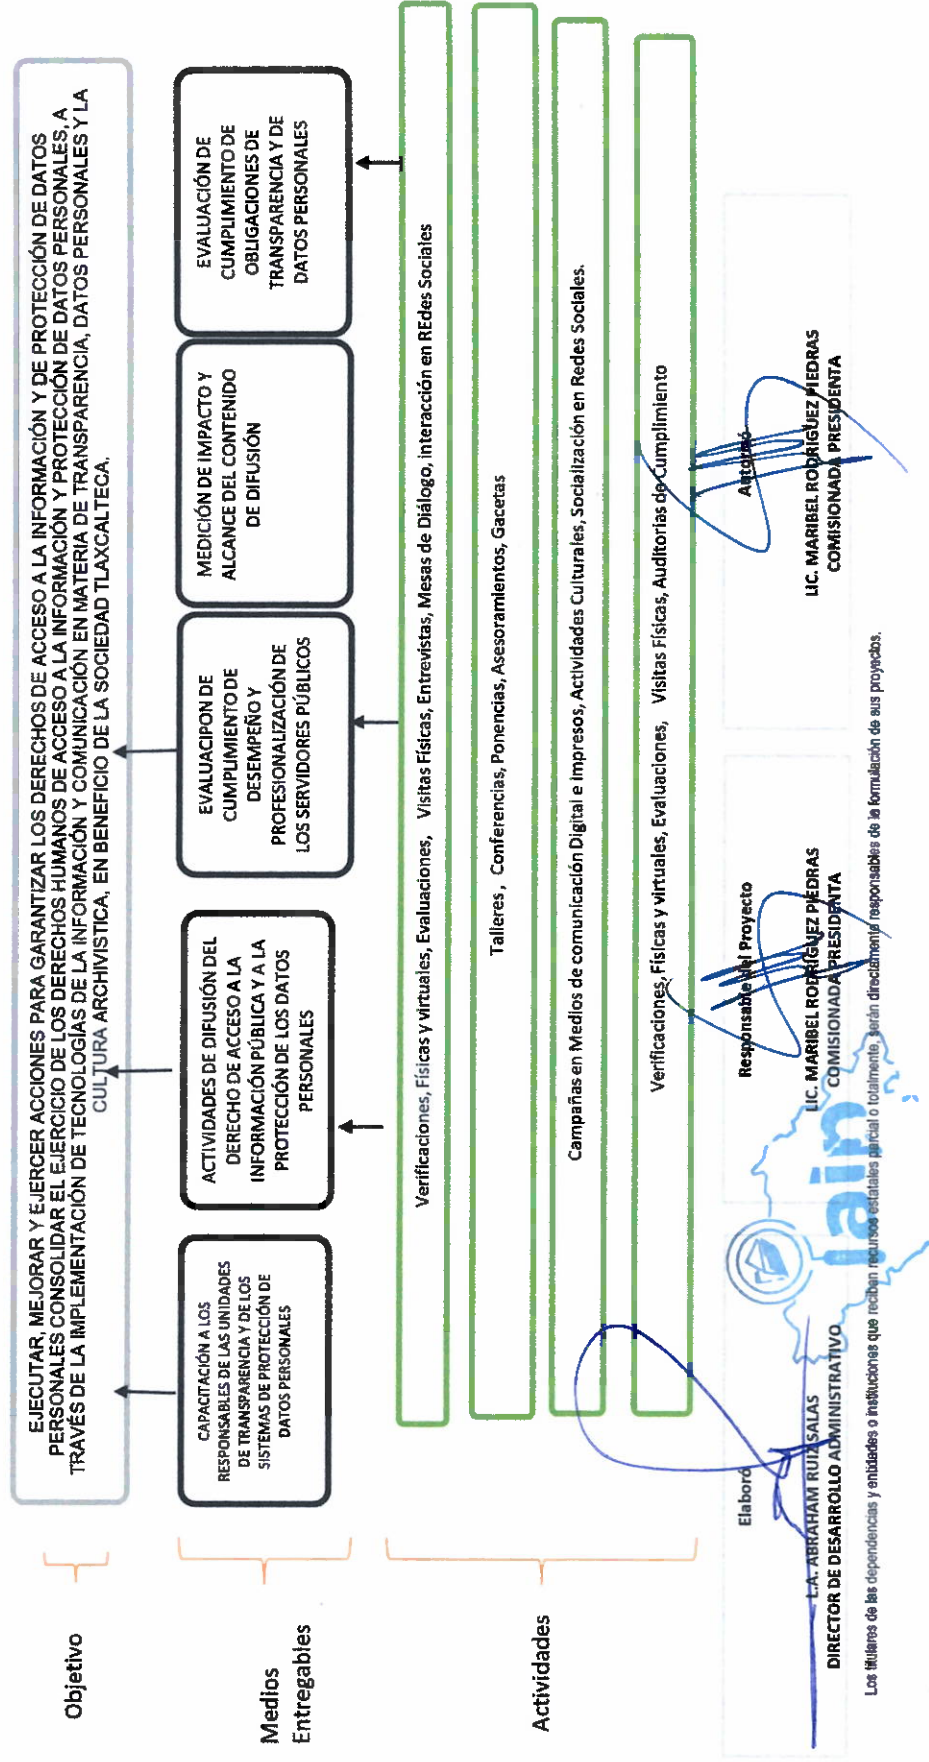 Objetivo
EJECUTAR, MEJORAR Y EJERCER ACCIONES PARA GARANTIZAR LOS DERECHOS DE ACCESO A LA INFORMACIÓN Y DE PROTECCIÓN DE DATOS
PERSONALES CONSOLIDAR EL EJERCICIO DE LOS DERECHOS HUMANOS DE ACCESO A LA INFORMACIÓN Y PROTECCIÓN DE DATOS PERSONALES, A
TRAVÉS DE LA IMPLEMENTACIÓN DE TECNOLOGÍAS DE LA INFORMACIÓN Y COMUNICACIÓN EN MATERIA DE TRANSPARENCIA, DATOS PERSONALES Y LA
CULTURA ARCHIVISTICA, EN BENEFICIO DE LA SOCIEDAD TLAXCALTECA.
Medios
Entregables
CAPACITACIÓN A LOS
RESPONSABLES DE LAS UNIDADES
DE TRANSPARENCIA Y DE LOS
SISTEMAS DE PROTECCIÓN DE
DATOS PERSONALES
ACTIVIDADES DE DIFUSIÓN DEL
DERECHO DE ACCESO A LA
INFORMACIÓN PÚBLICA Y A LA
PROTECCIÓN DE LOS DATOS
PERSONALES
EVALUACIPON DE
CUMPLIMIENTO DE
DESEMPEÑO Y
PROFESIONALIZACIÓN DE
LOS SERVIDORES PÚBLICOS
MEDICIÓN DE IMPACTO Y
ALCANCE DEL CONTENIDO
DE DIFUSIÓN
EVALUACIÓN DE
CUMPLIMIENTO DE
OBLIGACIONES DE
TRANSPARENCIA Y DE
DATOS PERSONALES
Actividades
Verificaciones, Físicas y virtuales, Evaluaciones, Visitas Físicas, Entrevistas, Mesas de Diálogo, interacción en REdes Sociales
Talleres, Conferencias, Ponencias, Asesoramientos, Gacetas
Campañas en Medios de comunicación Digital e Impresos, Actividades Culturales, Socialización en Redes Sociales.
Verificaciones, Físicas y virtuales, Evaluaciones, Visitas Físicas, Auditorias de Cumplimiento
Elaboró
L.A. ABRAHAM RUIZ SALAS
DIRECTOR DE DESARROLLO ADMINISTRATIVO
Responsable del Proyecto
LIC. MARIBEL RODRÍGUEZ PIEDRAS
COMISIONADA PRESIDENTA
Autorizó
LIC. MARIBEL RODRÍGUEZ PIEDRAS
COMISIONADA PRESIDENTA
Los titulares de las dependencias y entidades o instituciones que reciban recursos estatales parcial o totalmente, serán directamente responsables de la formulación de sus proyectos.